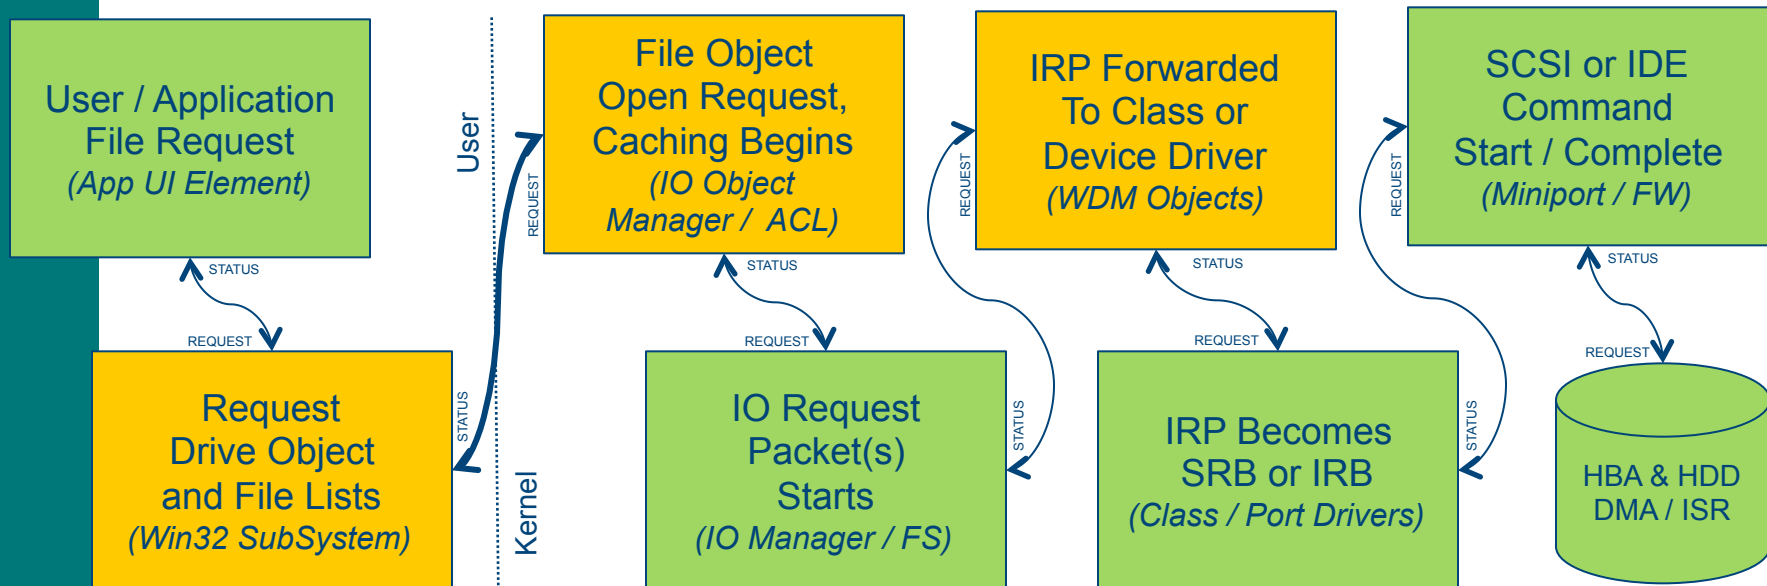 User / Application
File Request
(App UI Element)
STATUS
REQUEST
Request
Drive Object
and File Lists
(Win32 SubSystem)
STATUS
User
Kernel
REQUEST
File Object
Open Request,
Caching Begins
(IO Object
Manager / ACL)
STATUS
REQUEST
IO Request
Packet(s)
Starts
(IO Manager / FS)
STATUS
REQUEST
IRP Forwarded
To Class or
Device Driver
(WDM Objects)
STATUS
REQUEST
IRP Becomes
SRB or IRB
(Class / Port Drivers)
STATUS
REQUEST
SCSI or IDE
Command
Start / Complete
(Miniport / FW)
STATUS
REQUEST
HBA & HDD
DMA / ISR